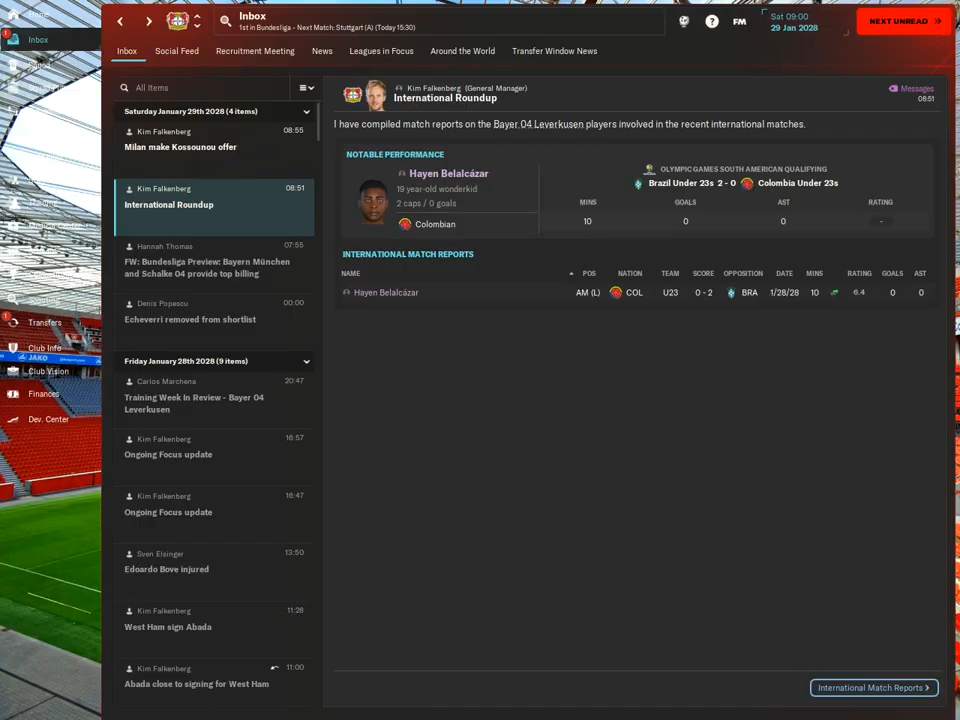 Home
Inbox
Inbox
1st in Bundesliga - Next Match: Stuttgart (A) (Today 15:30)
FM
Sat 09:00
29 Jan 2028
NEXT UNREAD
Inbox Social Feed Recruitment Meeting News Leagues in Focus Around the World Transfer Window News
All Items
Saturday January 29th 2028 (4 items)
Kim Falkenberg 08:55
Milan make Kossounou offer
Kim Falkenberg 08:51
International Roundup
Hannah Thomas 07:55
FW: Bundesliga Preview: Bayern München
and Schalke 04 provide top billing
Denis Popescu 00:00
Echeverri removed from shortlist
Friday January 28th 2028 (9 items)
Carlos Marchena 20:47
Training Week In Review - Bayer 04
Leverkusen
Kim Falkenberg 16:57
Ongoing Focus update
Kim Falkenberg 16:47
Ongoing Focus update
Sven Elsinger 13:50
Edoardo Bove injured
Kim Falkenberg 11:28
West Ham sign Abada
Kim Falkenberg 11:00
Abada close to signing for West Ham
Transfers
Club Info
JAKO
Club Vision
Finances
Dev. Center
Kim Falkenberg (General Manager)
International Roundup
Messages
08:51
I have compiled match reports on the Bayer 04 Leverkusen players involved in the recent international matches.
NOTABLE PERFORMANCE
Hayen Belalcázar
19 year-old wonderkid
2 caps / 0 goals
Colombian
OLYMPIC GAMES SOUTH AMERICAN QUALIFYING
Brazil Under 23s 2 - 0 Colombia Under 23s
MINS GOALS AST RATING
10 0 0 -
INTERNATIONAL MATCH REPORTS
NAME POS NATION TEAM SCORE OPPOSITION DATE MINS RATING GOALS AST
Hayen Belalcázar AM (L) COL U23 0 - 2 BRA 1/28/28 10 6.4 0 0
International Match Reports